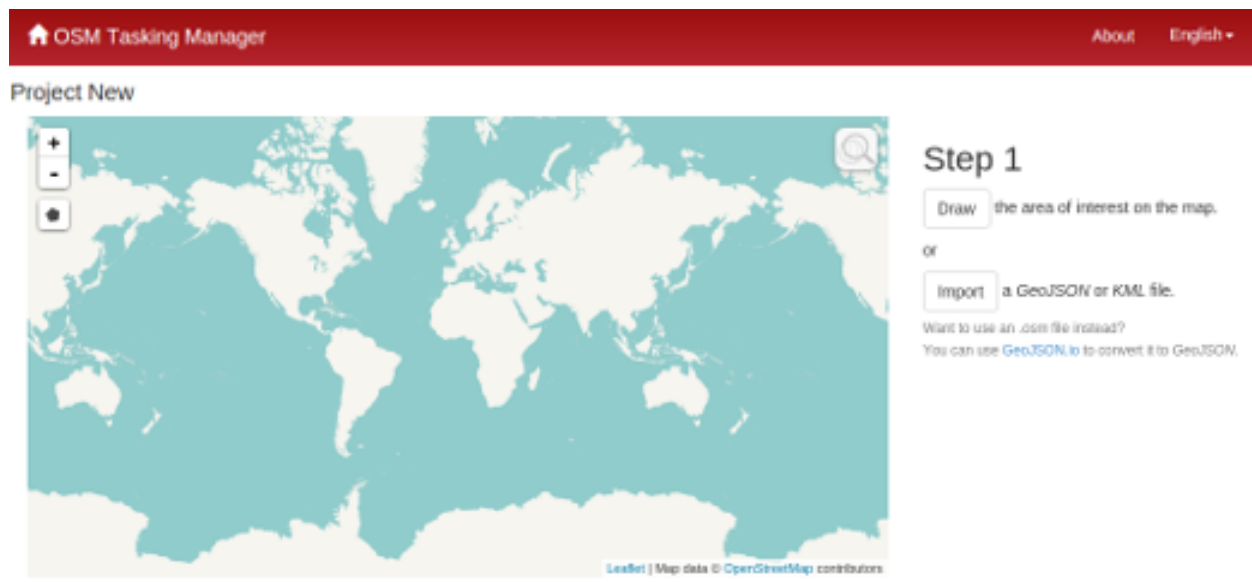 OSM Tasking Manager
About
English
Project New
+
-
Step 1
Draw the area of interest on the map.
or
Import a GeoJSON or KML file.
Want to use an .osm file instead?
You can use GeoJSON.io to convert it to GeoJSON.
Leaflet | Map data © OpenStreetMap contributors